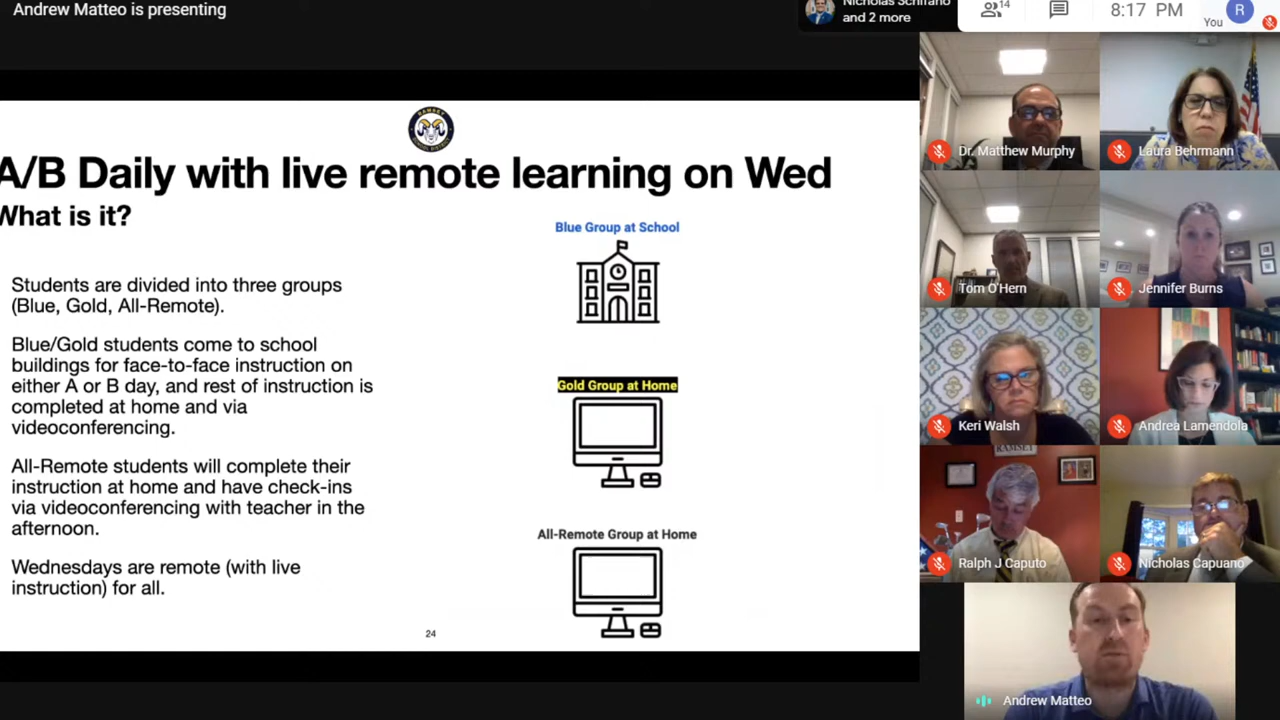 Andrew Matteo is presenting
Nicholas Schifano
and 2 more
14
8:17 PM
You
R
RAMSEY
SCHOOL DISTRICT
A/B Daily with live remote learning on Wed
What is it?
Students are divided into three groups
(Blue, Gold, All-Remote).
Blue/Gold students come to school
buildings for face-to-face instruction on
either A or B day, and rest of instruction is
completed at home and via
videoconferencing.
All-Remote students will complete their
instruction at home and have check-ins
via videoconferencing with teacher in the
afternoon.
Wednesdays are remote (with live
instruction) for all.
Blue Group at School
Gold Group at Home
All-Remote Group at Home
24
Dr. Matthew Murphy
Laura Behrmann
Tom O'Hern
Jennifer Burns
Keri Walsh
Andrea Lamendola
RAMSEY
Ralph J Caputo
Nicholas Capuano
Andrew Matteo